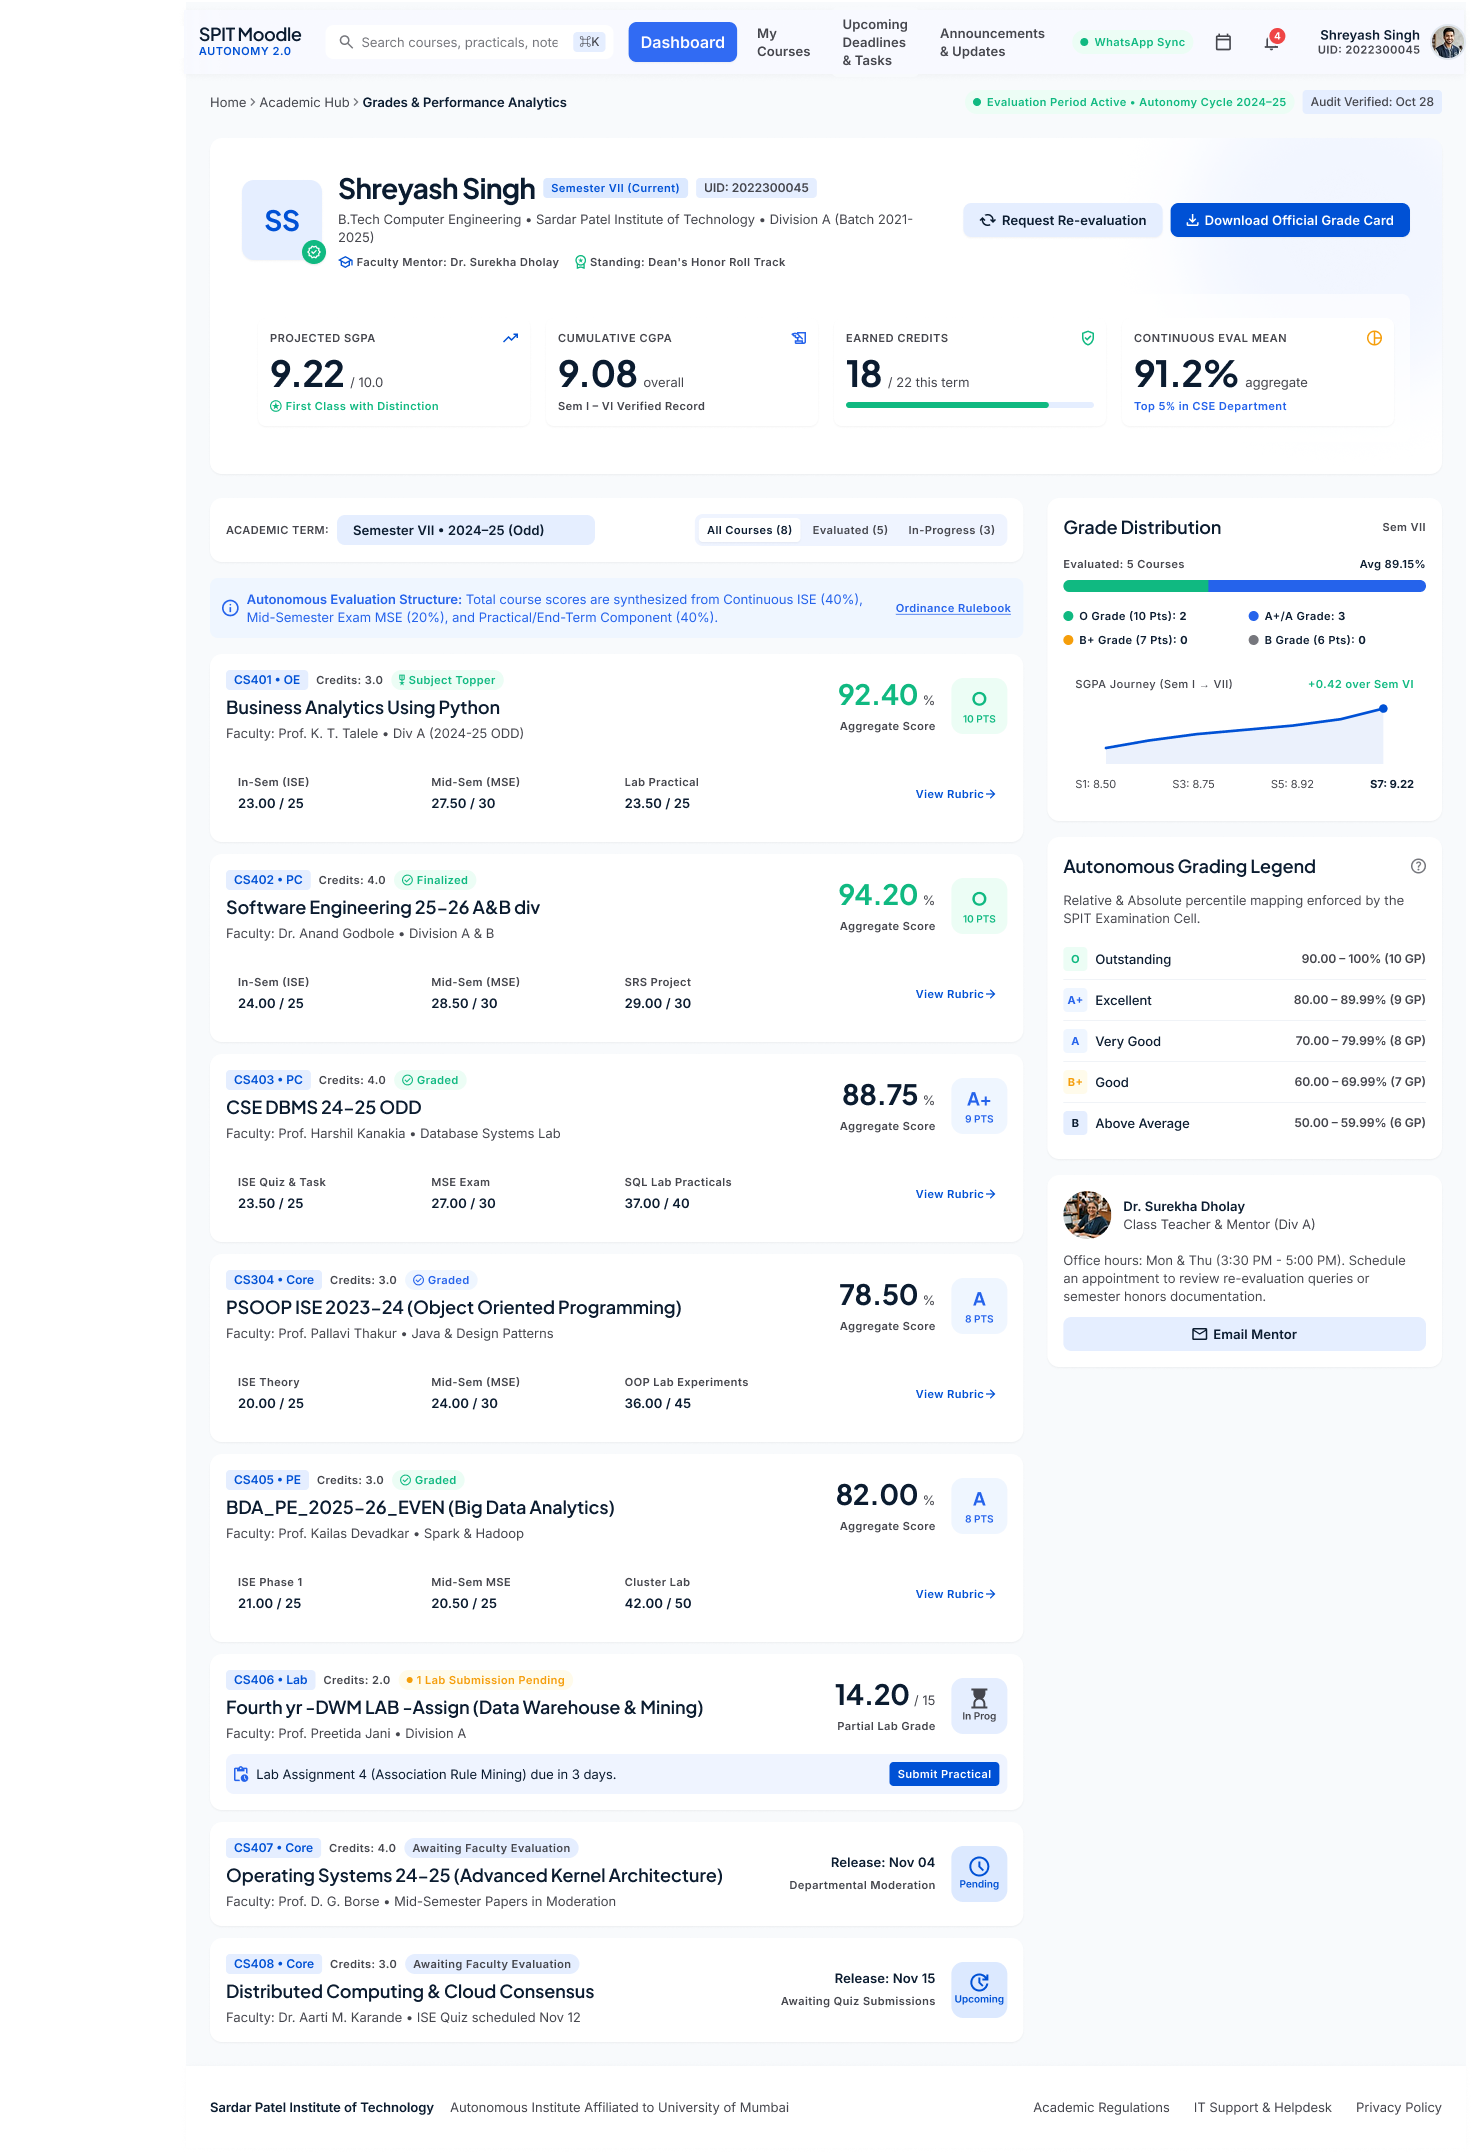 SPIT Moodle
AUTONOMY 2.0
Search courses, practicals, note
⌘K
Dashboard
My
Courses
Upcoming
Deadlines
& Tasks
Announcements
& Updates
WhatsApp Sync
4
Shreyash Singh
UID: 2022300045
Home > Academic Hub > Grades & Performance Analytics
Evaluation Period Active • Autonomy Cycle 2024–25
Audit Verified: Oct 28
SS
Shreyash Singh
Semester VII (Current)
UID: 2022300045
B.Tech Computer Engineering • Sardar Patel Institute of Technology • Division A (Batch 2021-
2025)
Faculty Mentor: Dr. Surekha Dholay
Standing: Dean's Honor Roll Track
Request Re-evaluation
Download Official Grade Card
PROJECTED SGPA
9.22 / 10.0
First Class with Distinction
CUMULATIVE CGPA
9.08 overall
Sem I – VI Verified Record
EARNED CREDITS
18 / 22 this term
CONTINUOUS EVAL MEAN
91.2% aggregate
Top 5% in CSE Department
ACADEMIC TERM:
Semester VII • 2024–25 (Odd)
All Courses (8)
Evaluated (5)
In-Progress (3)
Autonomous Evaluation Structure: Total course scores are synthesized from Continuous ISE (40%),
Mid-Semester Exam MSE (20%), and Practical/End-Term Component (40%).
Ordinance Rulebook
CS401 • OE
Credits: 3.0
Subject Topper
Business Analytics Using Python
Faculty: Prof. K. T. Talele • Div A (2024-25 ODD)
92.40 %
Aggregate Score
O
10 PTS
In-Sem (ISE)
23.00 / 25
Mid-Sem (MSE)
27.50 / 30
Lab Practical
23.50 / 25
View Rubric→
CS402 • PC
Credits: 4.0
Finalized
Software Engineering 25–26 A&B div
Faculty: Dr. Anand Godbole • Division A & B
94.20 %
Aggregate Score
O
10 PTS
In-Sem (ISE)
24.00 / 25
Mid-Sem (MSE)
28.50 / 30
SRS Project
29.00 / 30
View Rubric→
CS403 • PC
Credits: 4.0
Graded
CSE DBMS 24–25 ODD
Faculty: Prof. Harshil Kanakia • Database Systems Lab
88.75 %
Aggregate Score
A+
9 PTS
ISE Quiz & Task
23.50 / 25
MSE Exam
27.00 / 30
SQL Lab Practicals
37.00 / 40
View Rubric→
CS304 • Core
Credits: 3.0
Graded
PSOOP ISE 2023–24 (Object Oriented Programming)
Faculty: Prof. Pallavi Thakur • Java & Design Patterns
78.50 %
Aggregate Score
A
8 PTS
ISE Theory
20.00 / 25
Mid-Sem (MSE)
24.00 / 30
OOP Lab Experiments
36.00 / 45
View Rubric→
CS405 • PE
Credits: 3.0
Graded
BDA_PE_2025–26_EVEN (Big Data Analytics)
Faculty: Prof. Kailas Devadkar • Spark & Hadoop
82.00 %
Aggregate Score
A
8 PTS
ISE Phase 1
21.00 / 25
Mid-Sem MSE
20.50 / 25
Cluster Lab
42.00 / 50
View Rubric→
CS406 • Lab
Credits: 2.0
1 Lab Submission Pending
Fourth yr -DWM LAB -Assign (Data Warehouse & Mining)
Faculty: Prof. Preetida Jani • Division A
14.20 / 15
Partial Lab Grade
In Prog
Lab Assignment 4 (Association Rule Mining) due in 3 days.
Submit Practical
CS407 • Core
Credits: 4.0
Awaiting Faculty Evaluation
Operating Systems 24–25 (Advanced Kernel Architecture)
Faculty: Prof. D. G. Borse • Mid-Semester Papers in Moderation
Release: Nov 04
Departmental Moderation
Pending
CS408 • Core
Credits: 3.0
Awaiting Faculty Evaluation
Distributed Computing & Cloud Consensus
Faculty: Dr. Aarti M. Karande • ISE Quiz scheduled Nov 12
Release: Nov 15
Awaiting Quiz Submissions
Upcoming
Grade Distribution
Sem VII
Evaluated: 5 Courses
Avg 89.15%
O Grade (10 Pts): 2
A+/A Grade: 3
B+ Grade (7 Pts): 0
B Grade (6 Pts): 0
SGPA Journey (Sem I → VII)
+0.42 over Sem VI
S1: 8.50
S3: 8.75
S5: 8.92
S7: 9.22
Autonomous Grading Legend
Relative & Absolute percentile mapping enforced by the
SPIT Examination Cell.
O
Outstanding
90.00 – 100% (10 GP)
A+
Excellent
80.00 – 89.99% (9 GP)
A
Very Good
70.00 – 79.99% (8 GP)
B+
Good
60.00 – 69.99% (7 GP)
B
Above Average
50.00 – 59.99% (6 GP)
Dr. Surekha Dholay
Class Teacher & Mentor (Div A)
Office hours: Mon & Thu (3:30 PM - 5:00 PM). Schedule
an appointment to review re-evaluation queries or
semester honors documentation.
Email Mentor
Sardar Patel Institute of Technology
Autonomous Institute Affiliated to University of Mumbai
Academic Regulations
IT Support & Helpdesk
Privacy Policy